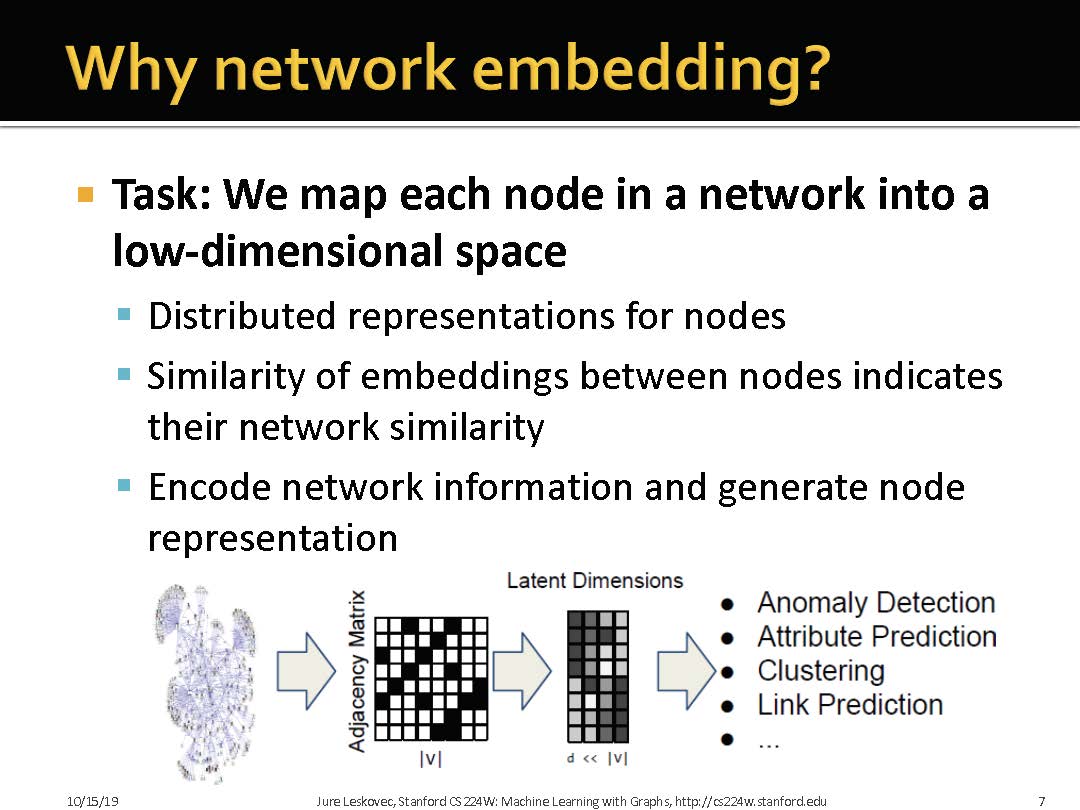 Why network embedding?
Task: We map each node in a network into a
low-dimensional space
Distributed representations for nodes
Similarity of embeddings between nodes indicates
their network similarity
Encode network information and generate node
representation
Adjacency Matrix
|V|
Latent Dimensions
d << |V|
Anomaly Detection
Attribute Prediction
Clustering
Link Prediction
...
10/15/19
Jure Leskovec, Stanford CS224W: Machine Learning with Graphs, http://cs224w.stanford.edu
7